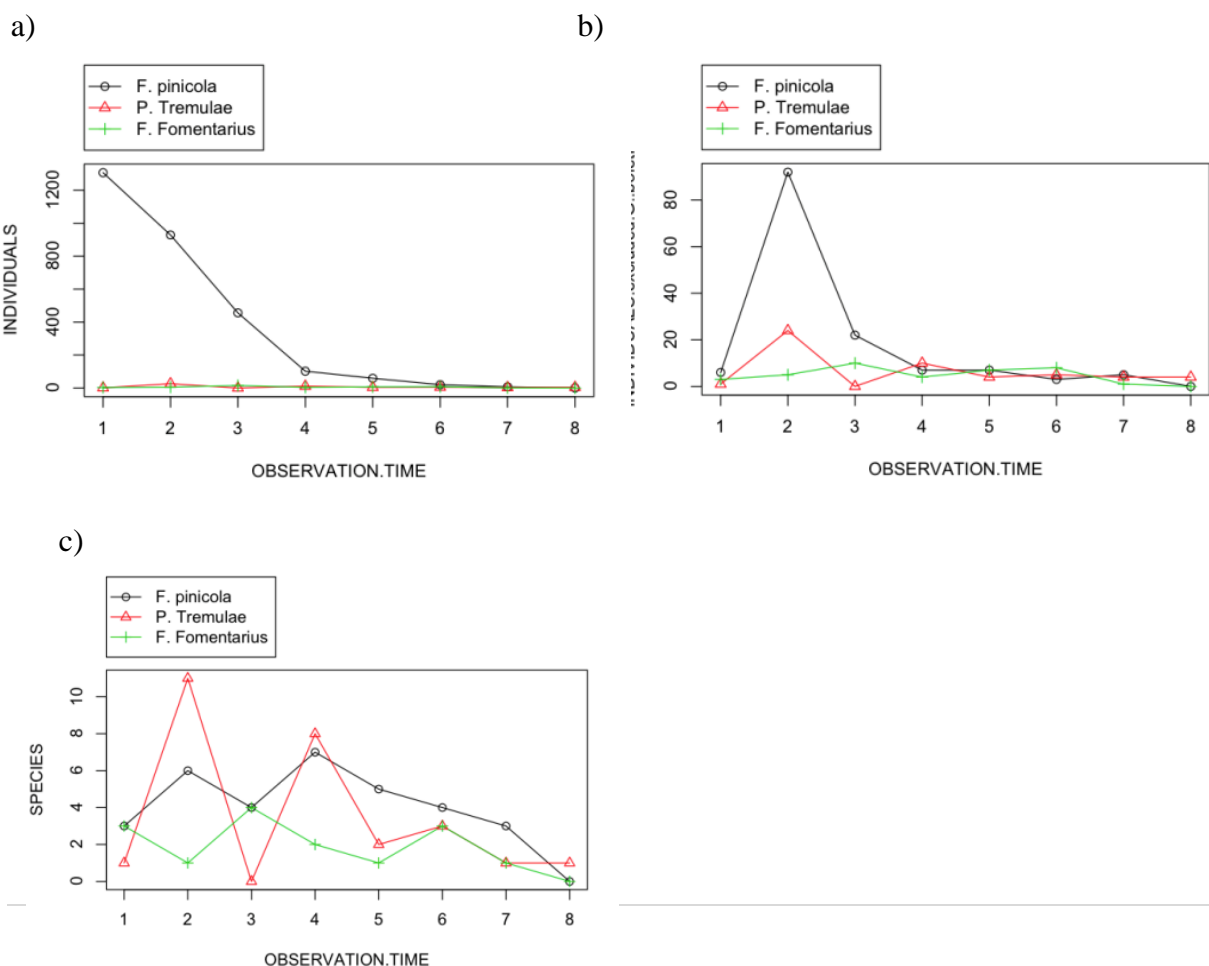 a)
b)
F. pinicola
P. Tremulae
F. Fomentarius
INDIVIDUALS
0
400
800
1200
1 2 3 4 5 6 7 8
OBSERVATION.TIME
F. pinicola
P. Tremulae
F. Fomentarius
0
20
40
60
80
1 2 3 4 5 6 7 8
OBSERVATION.TIME
c)
F. pinicola
P. Tremulae
F. Fomentarius
SPECIES
0
2
4
6
8
10
1 2 3 4 5 6 7 8
OBSERVATION.TIME